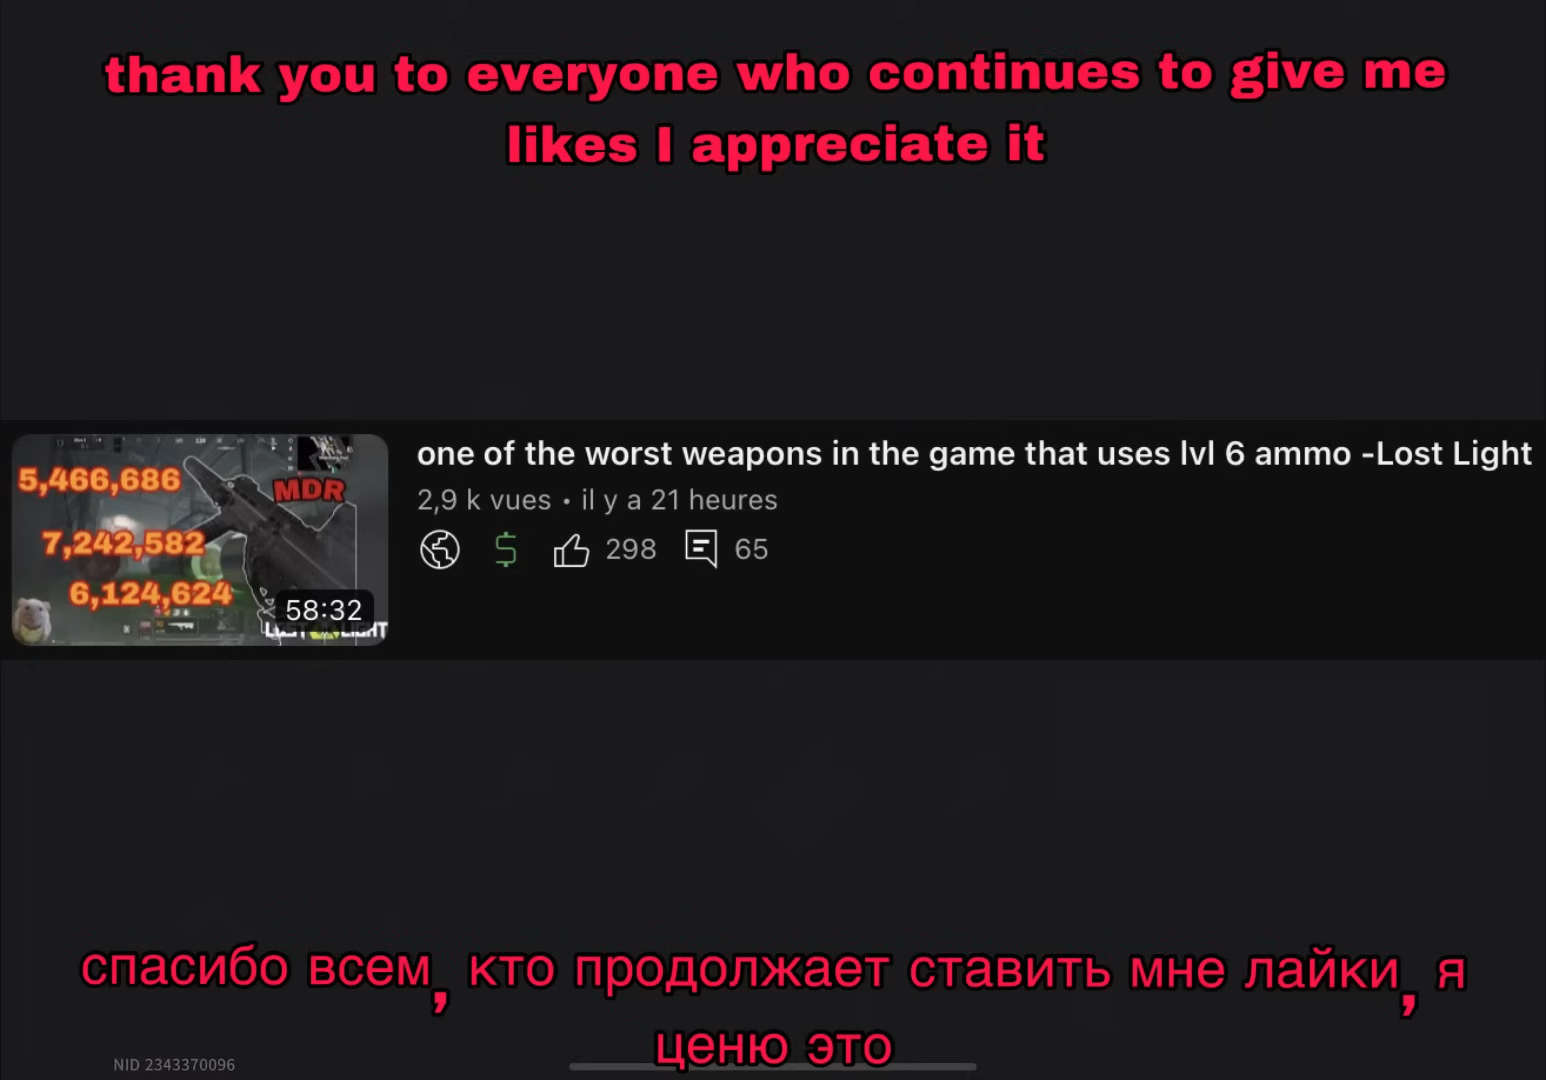 thank you to everyone who continues to give me
likes I appreciate it
one of the worst weapons in the game that uses lvl 6 ammo -Lost Light
2,9 k vues • il y a 21 heures
298 65
5,466,686
MDR
7,242,582
6,124,624
58:32
LOST LIGHT
спасибо всем, кто продолжает ставить мне лайки, я
ценю это
NID 2343370096